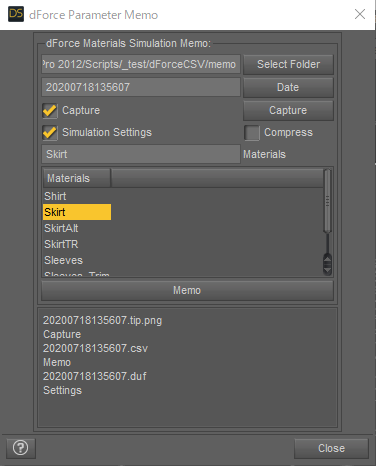 DS dForce Parameter Memo
dForce Materials Simulation Memo:
Pro 2012/Scripts/_test/dForceCSV/memo Select Folder
20200718135607 Date
Capture Capture
Simulation Settings Compress
Skirt Materials
Materials
Shirt
Skirt
SkirtAlt
SkirtTR
Sleeves
Sleeves_Trim
Memo
20200718135607.tip.png
Capture
20200718135607.csv
Memo
20200718135607.duf
Settings
? Close